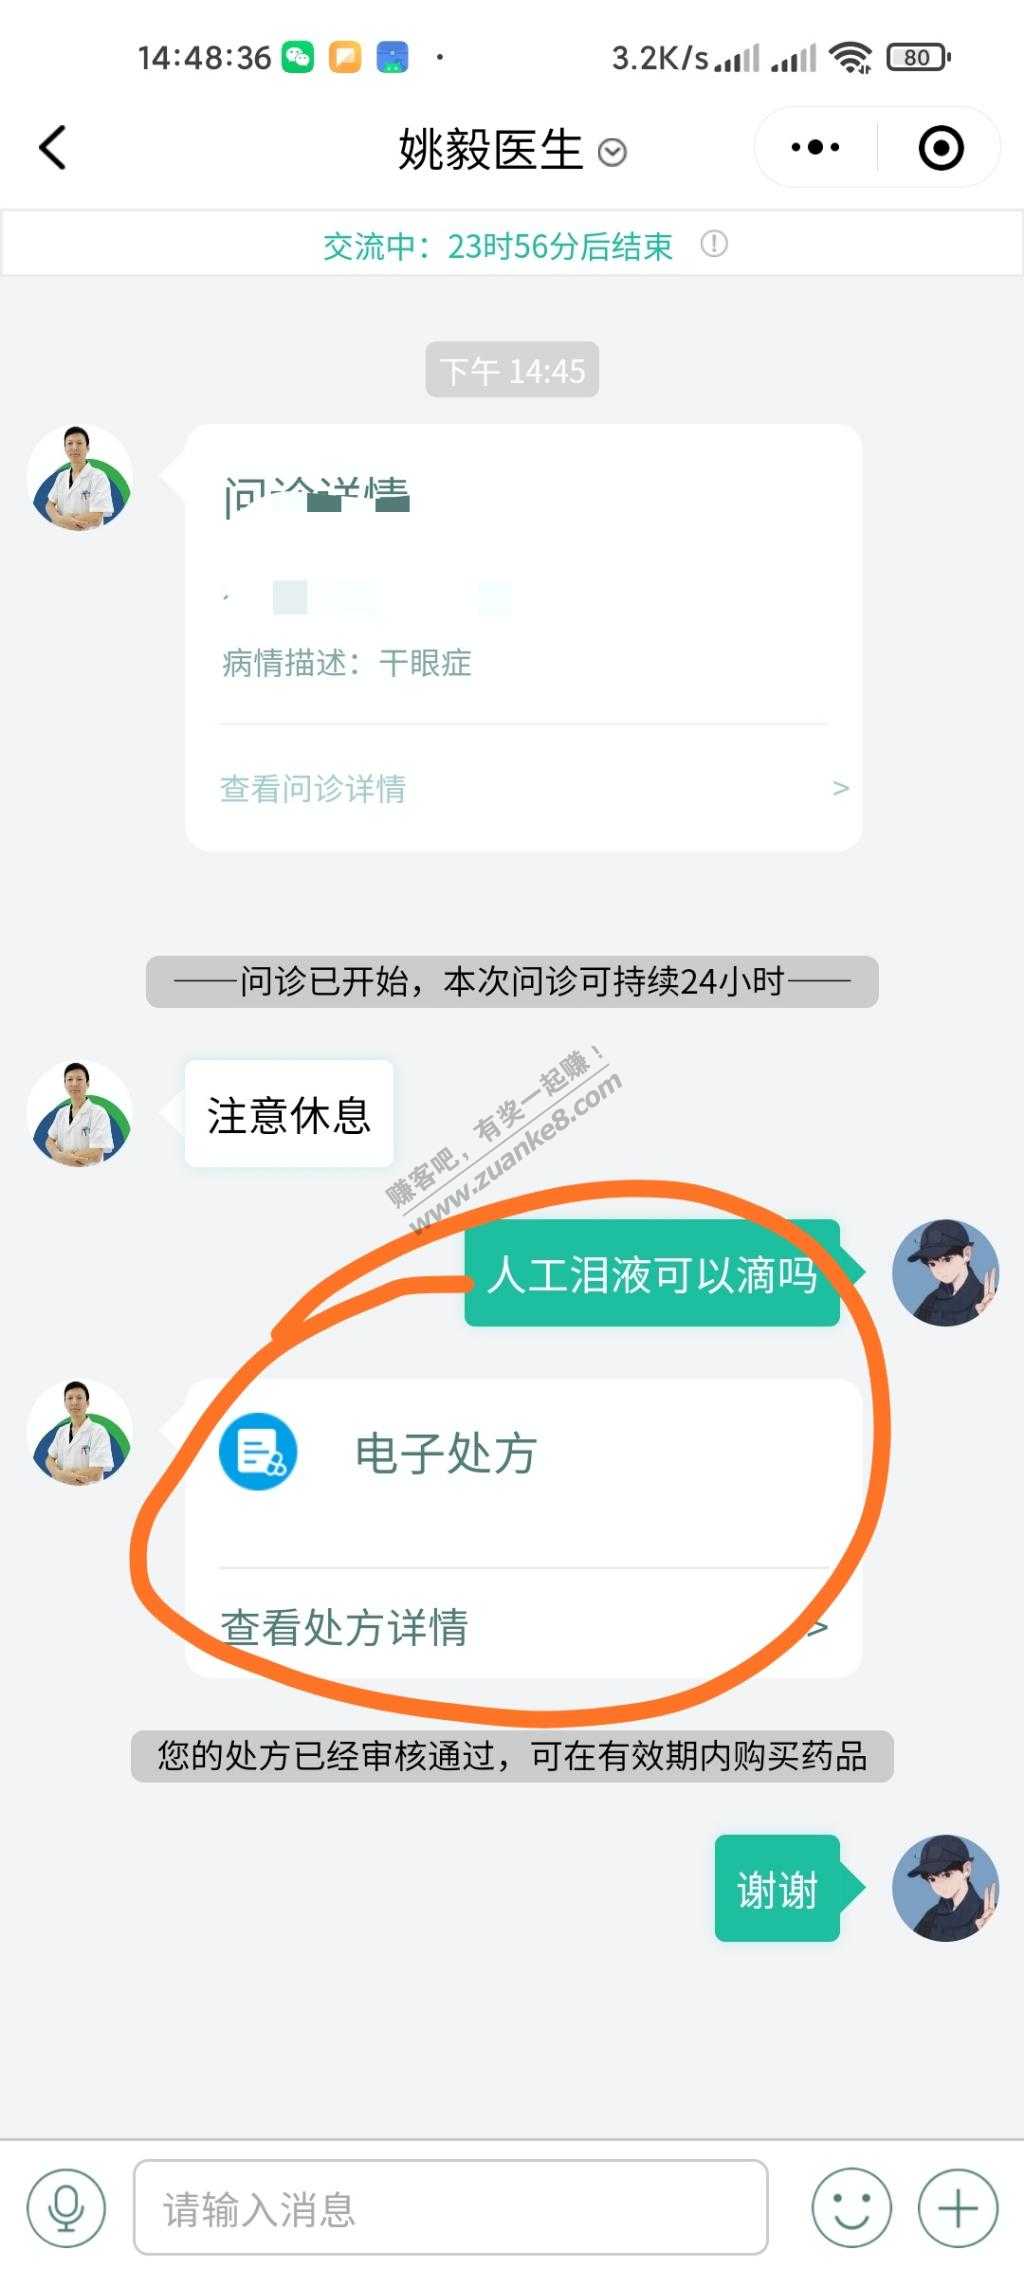 14:48:36
3.2K/s
80
姚毅医生
交流中：23时56分后结束
下午 14:45
问诊详情
病情描述：干眼症
查看问诊详情 >
——问诊已开始，本次问诊可持续24小时——
注意休息
赚客吧，有奖一起赚！
www.zuanke8.com
人工泪液可以滴吗
电子处方
查看处方详情 >
您的处方已经审核通过，可在有效期内购买药品
谢谢
请输入消息